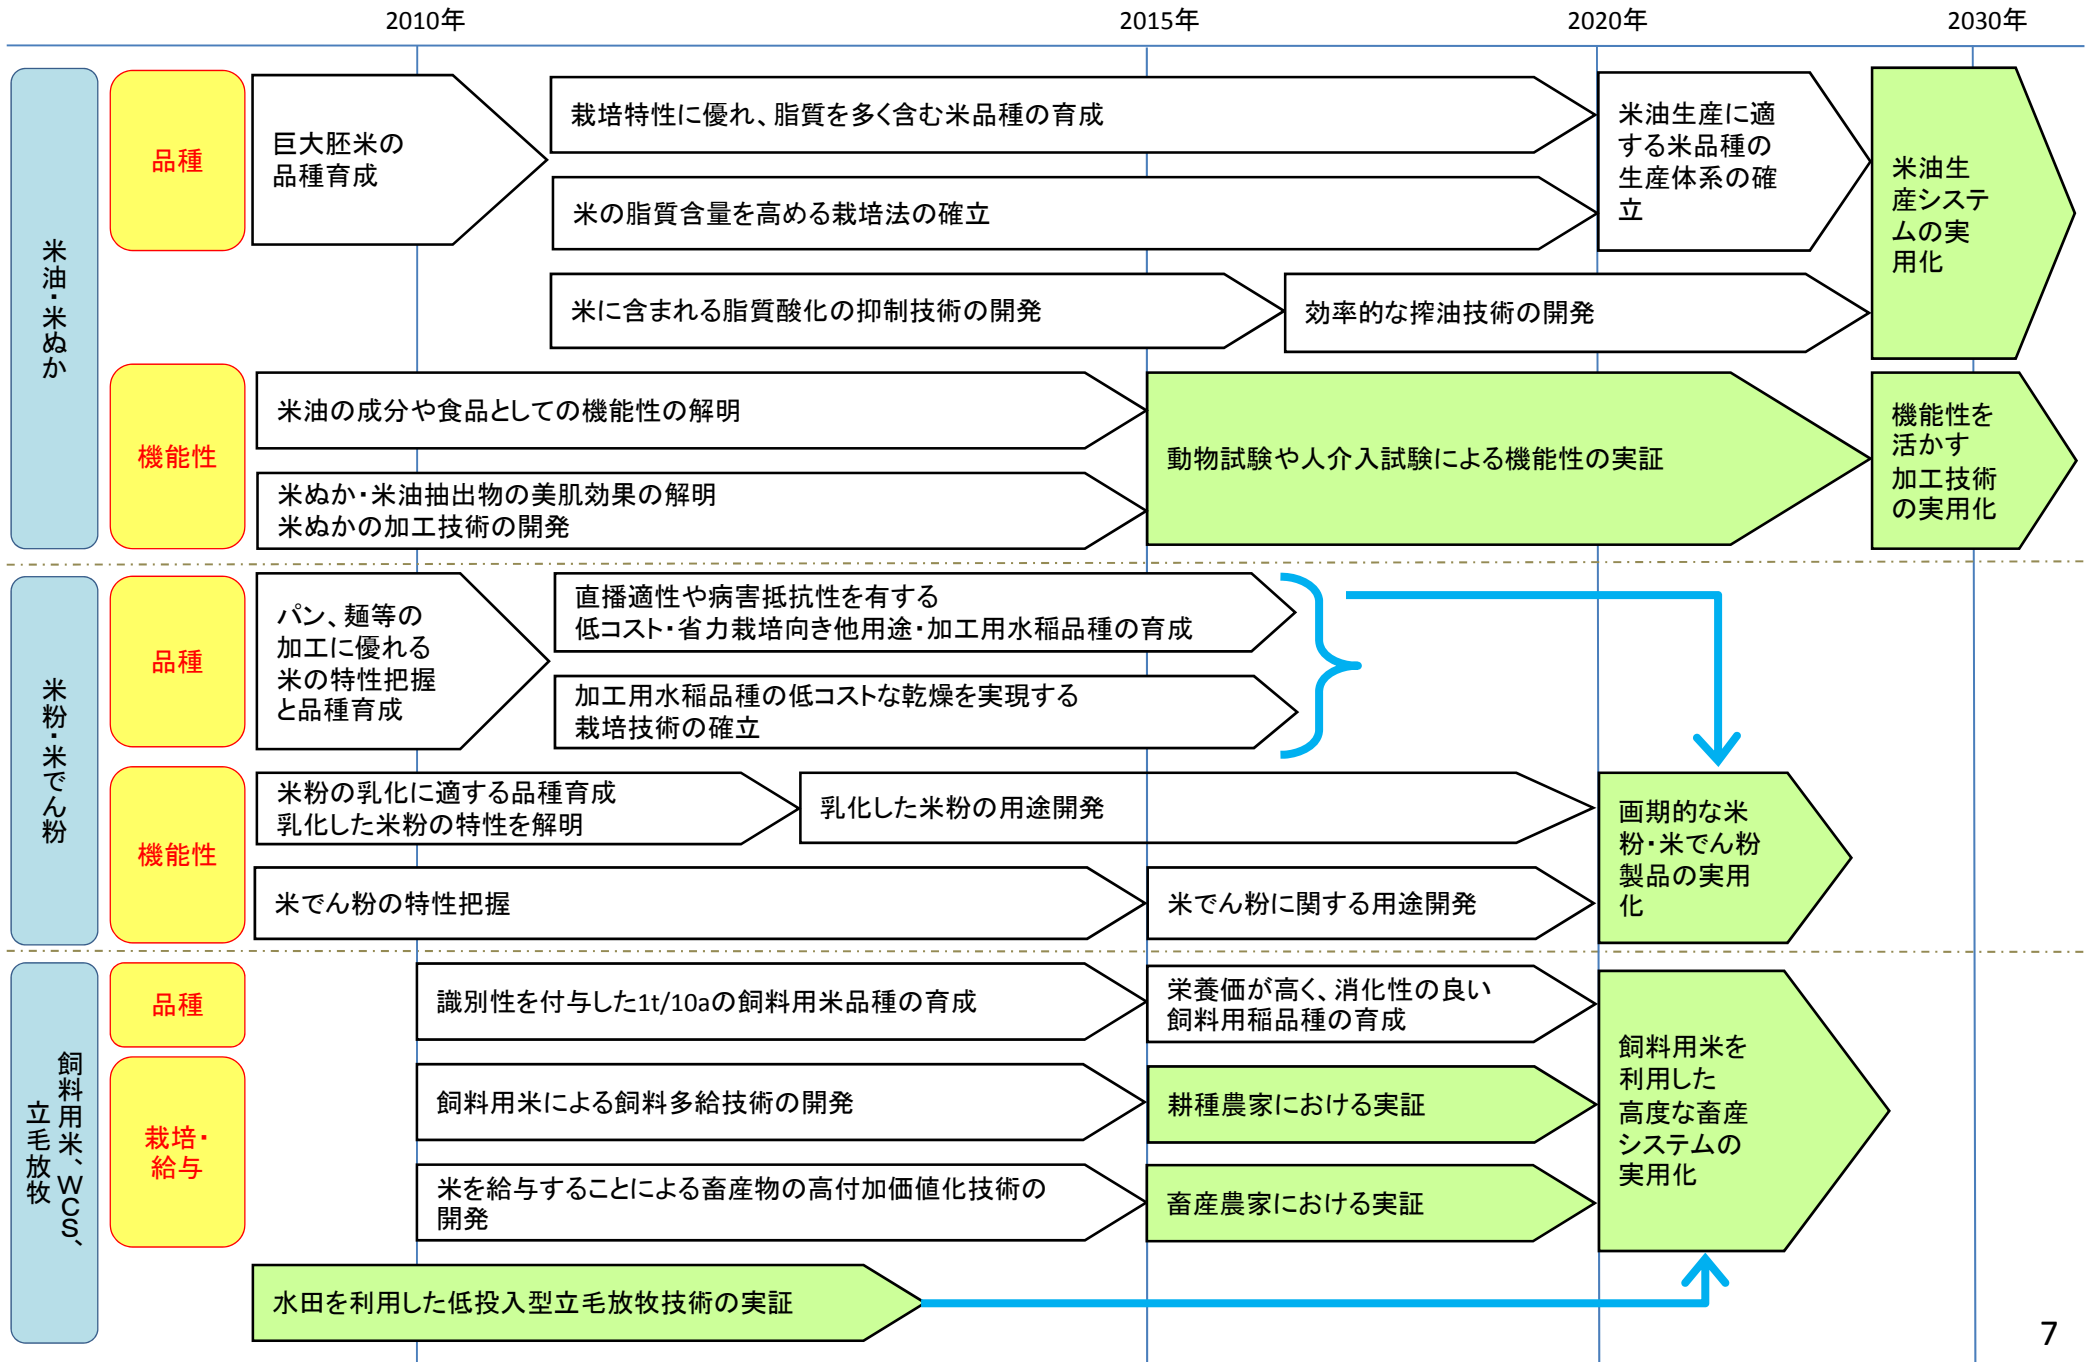 2010年
2015年
2020年
2030年
米油・米ぬか
品種
巨大胚米の
品種育成
栽培特性に優れ、脂質を多く含む米品種の育成
米の脂質含量を高める栽培法の確立
米油生産に適
する米品種の
生産体系の確
立
米油生
産システ
ムの実
用化
米に含まれる脂質酸化の抑制技術の開発
効率的な搾油技術の開発
機能性
米油の成分や食品としての機能性の解明
米ぬか・米油抽出物の美肌効果の解明
米ぬかの加工技術の開発
動物試験や人介入試験による機能性の実証
機能性を
活かす
加工技術
の実用化
米粉・米でん粉
品種
パン、麺等の
加工に優れる
米の特性把握
と品種育成
直播適性や病害抵抗性を有する
低コスト・省力栽培向き他用途・加工用水稲品種の育成
加工用水稲品種の低コストな乾燥を実現する
栽培技術の確立
機能性
米粉の乳化に適する品種育成
乳化した米粉の特性を解明
乳化した米粉の用途開発
米でん粉の特性把握
米でん粉に関する用途開発
画期的な米
粉・米でん粉
製品の実用
化
飼料用米、WCS、
立毛放牧
品種
識別性を付与した1t/10aの飼料用米品種の育成
栄養価が高く、消化性の良い
飼料用稲品種の育成
栽培・
給与
飼料用米による飼料多給技術の開発
耕種農家における実証
米を給与することによる畜産物の高付加価値化技術の
開発
畜産農家における実証
飼料用米を
利用した
高度な畜産
システムの
実用化
水田を利用した低投入型立毛放牧技術の実証
7